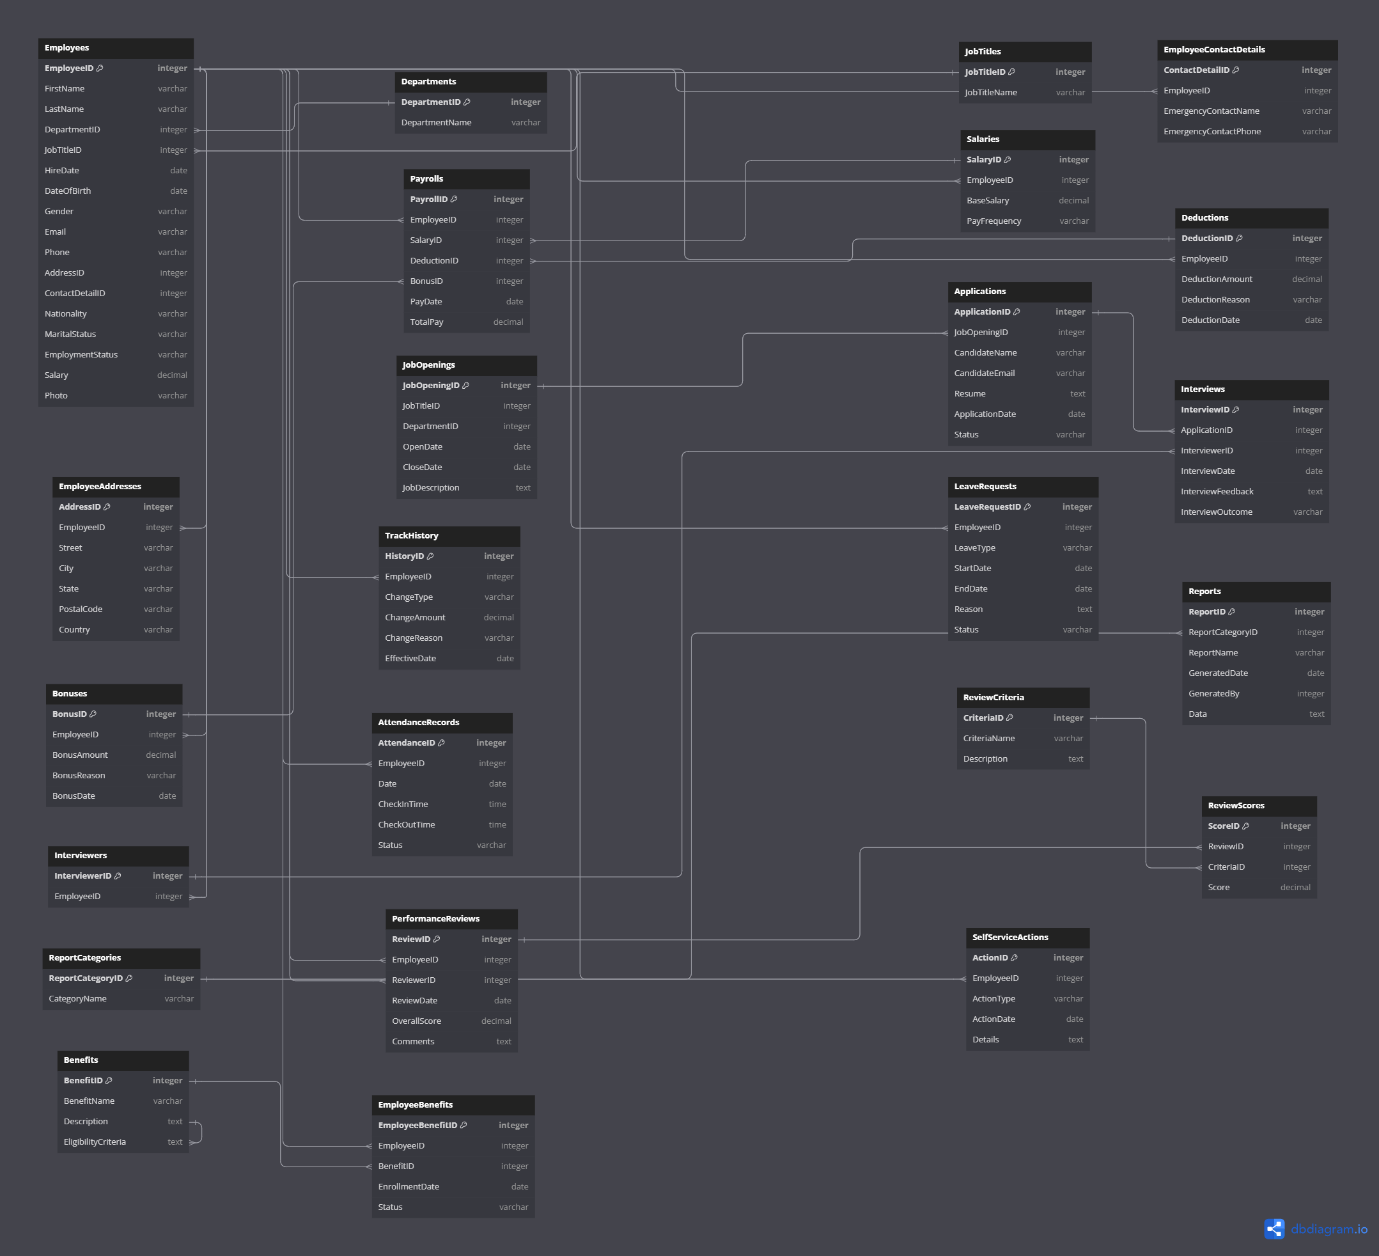 Employees
EmployeeID integer
FirstName varchar
LastName varchar
DepartmentID integer
JobTitleID integer
HireDate date
DateOfBirth date
Gender varchar
Email varchar
Phone varchar
AddressID integer
ContactDetailID integer
Nationality varchar
MaritalStatus varchar
EmploymentStatus varchar
Salary decimal
Photo varchar
EmployeeAddresses
AddressID integer
EmployeeID integer
Street varchar
City varchar
State varchar
PostalCode varchar
Country varchar
Bonuses
BonusID integer
EmployeeID integer
BonusAmount decimal
BonusReason varchar
BonusDate date
Interviewers
InterviewerID integer
EmployeeID integer
ReportCategories
ReportCategoryID integer
CategoryName varchar
Benefits
BenefitID integer
BenefitName varchar
Description text
EligibilityCriteria text
Departments
DepartmentID integer
DepartmentName varchar
Payrolls
PayrollID integer
EmployeeID integer
SalaryID integer
DeductionID integer
BonusID integer
PayDate date
TotalPay decimal
JobOpenings
JobOpeningID integer
JobTitleID integer
DepartmentID integer
OpenDate date
CloseDate date
JobDescription text
TrackHistory
HistoryID integer
EmployeeID integer
ChangeType varchar
ChangeAmount decimal
ChangeReason varchar
EffectiveDate date
AttendanceRecords
AttendanceID integer
EmployeeID integer
Date date
CheckInTime time
CheckOutTime time
Status varchar
PerformanceReviews
ReviewID integer
EmployeeID integer
ReviewerID integer
ReviewDate date
OverallScore decimal
Comments text
EmployeeBenefits
EmployeeBenefitID integer
EmployeeID integer
BenefitID integer
EnrollmentDate date
Status varchar
JobTitles
JobTitleID integer
JobTitleName varchar
Salaries
SalaryID integer
EmployeeID integer
BaseSalary decimal
PayFrequency varchar
Applications
ApplicationID integer
JobOpeningID integer
CandidateName varchar
CandidateEmail varchar
Resume text
ApplicationDate date
Status varchar
LeaveRequests
LeaveRequestID integer
EmployeeID integer
LeaveType varchar
StartDate date
EndDate date
Reason text
Status varchar
ReviewCriteria
CriteriaID integer
CriteriaName varchar
Description text
SelfServiceActions
ActionID integer
EmployeeID integer
ActionType varchar
ActionDate date
Details text
EmployeeContactDetails
ContactDetailID integer
EmployeeID integer
EmergencyContactName varchar
EmergencyContactPhone varchar
Deductions
DeductionID integer
EmployeeID integer
DeductionAmount decimal
DeductionReason varchar
DeductionDate date
Interviews
InterviewID integer
ApplicationID integer
InterviewerID integer
InterviewDate date
InterviewFeedback text
InterviewOutcome varchar
Reports
ReportID integer
ReportCategoryID integer
ReportName varchar
GeneratedDate date
GeneratedBy integer
Data text
ReviewScores
ScoreID integer
ReviewID integer
CriteriaID integer
Score decimal
dbdiagram.io